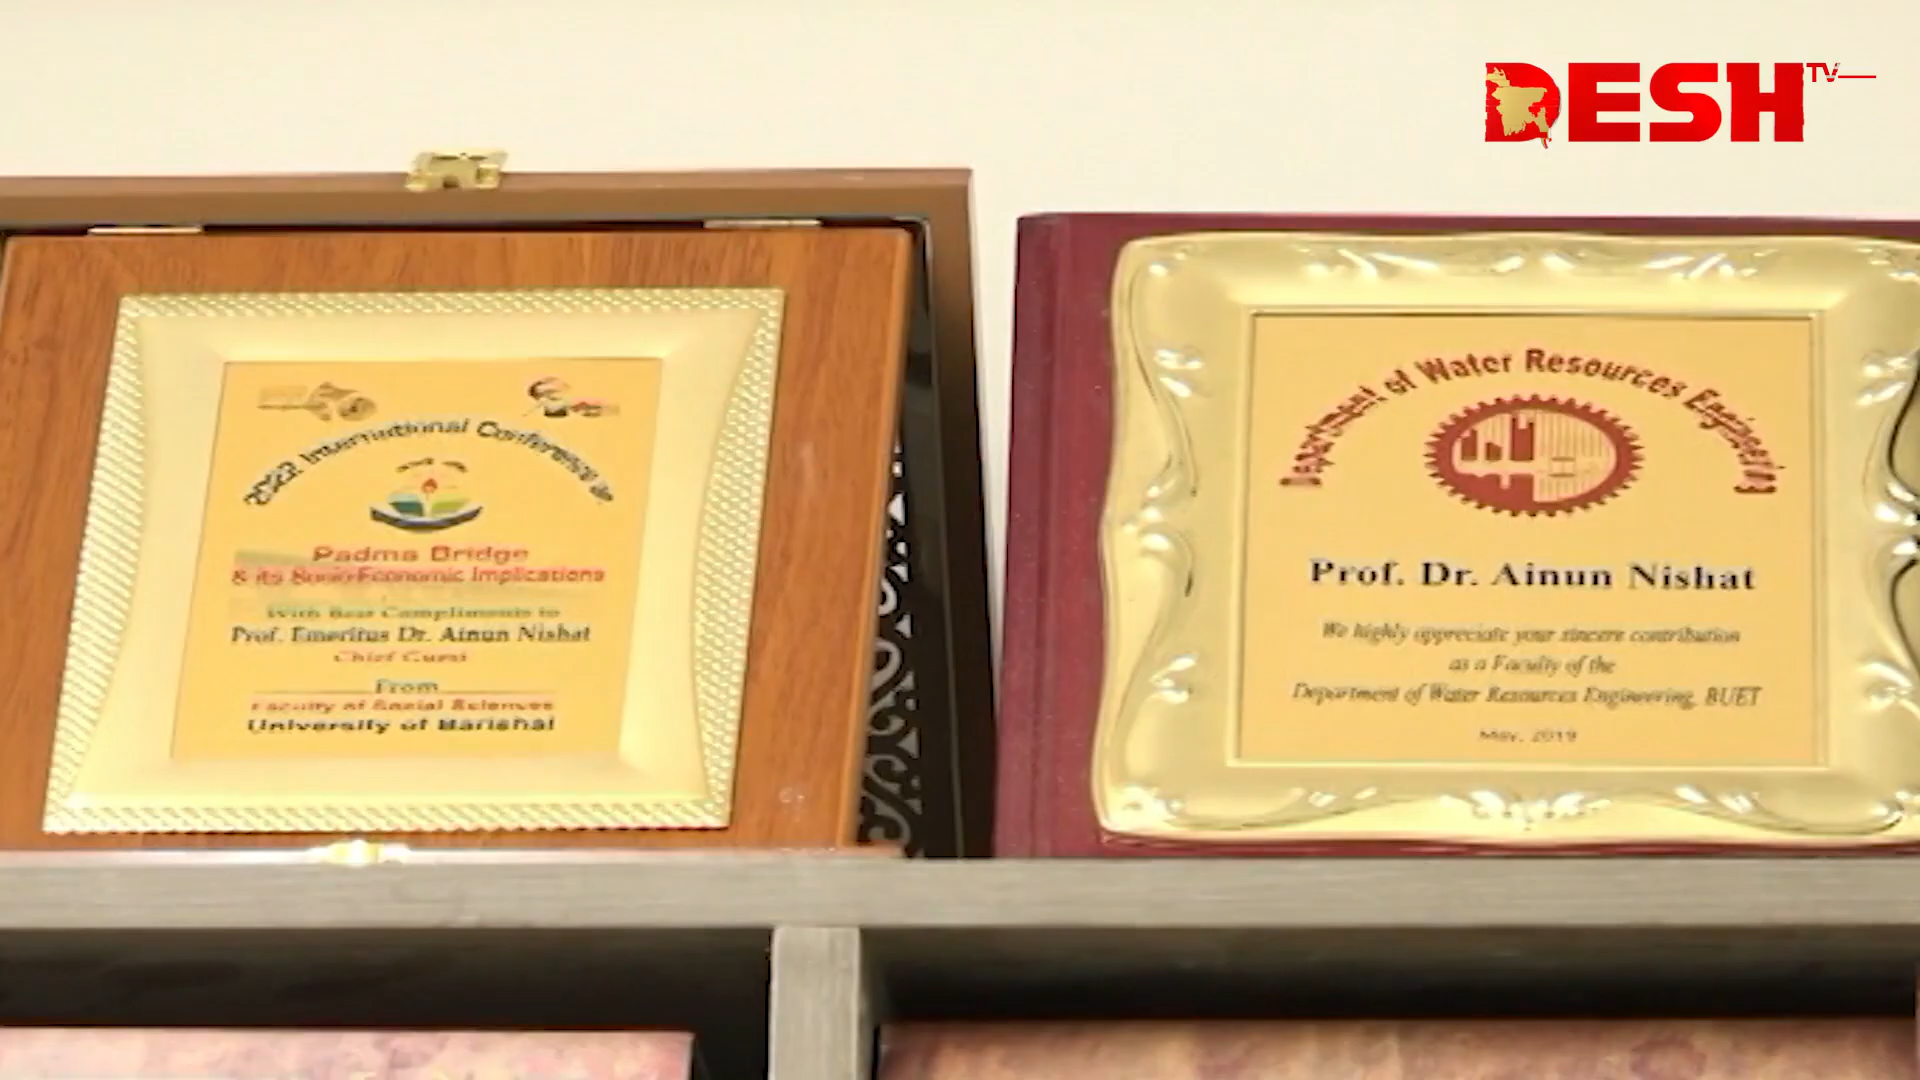 DESH TV
2022 International Conference
Padma Bridge
& its Socio-Economic Implications
With Best Compliments to
Prof. Emeritus Dr. Ainun Nishat
Chief Guest
From
Faculty of Social Sciences
University of Barishal
Department of Water Resources Engineering
Prof. Dr. Ainun Nishat
We highly appreciate your sincere contribution
as a Faculty of the
Department of Water Resources Engineering, BUET
May, 2019